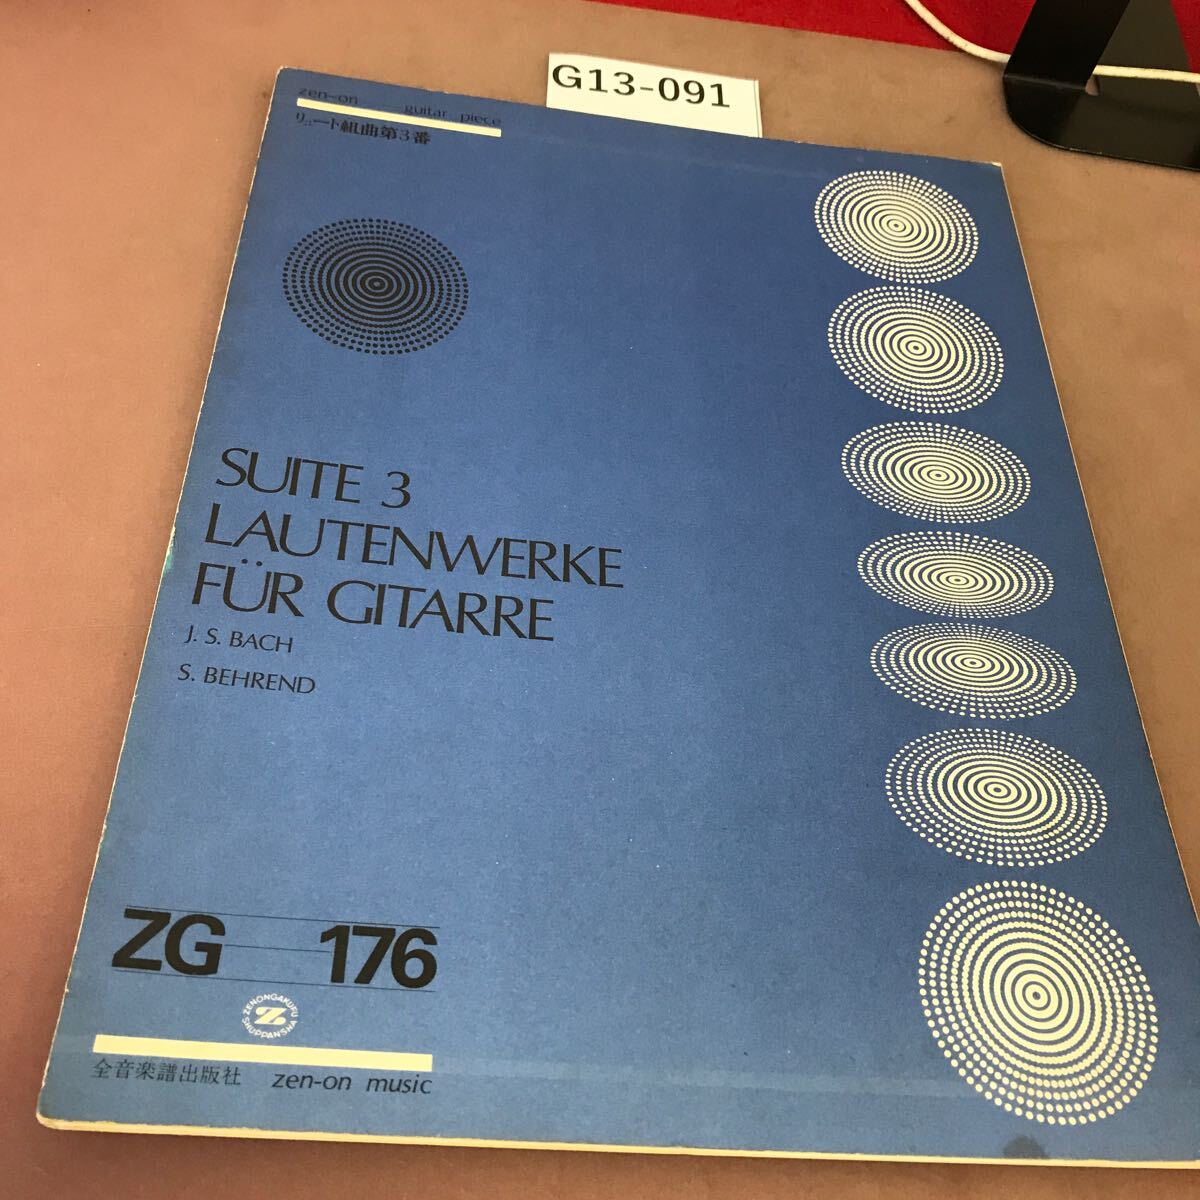 G13-091
zen-on guitar piece
リュート組曲第3番
SUITE 3
LAUTENWERKE
FÜR GITARRE
J. S. BACH
S. BEHREND
ZG 176
ZENONGAKUFU
Z
SHUPPANSHA
全音楽譜出版社 zen-on music